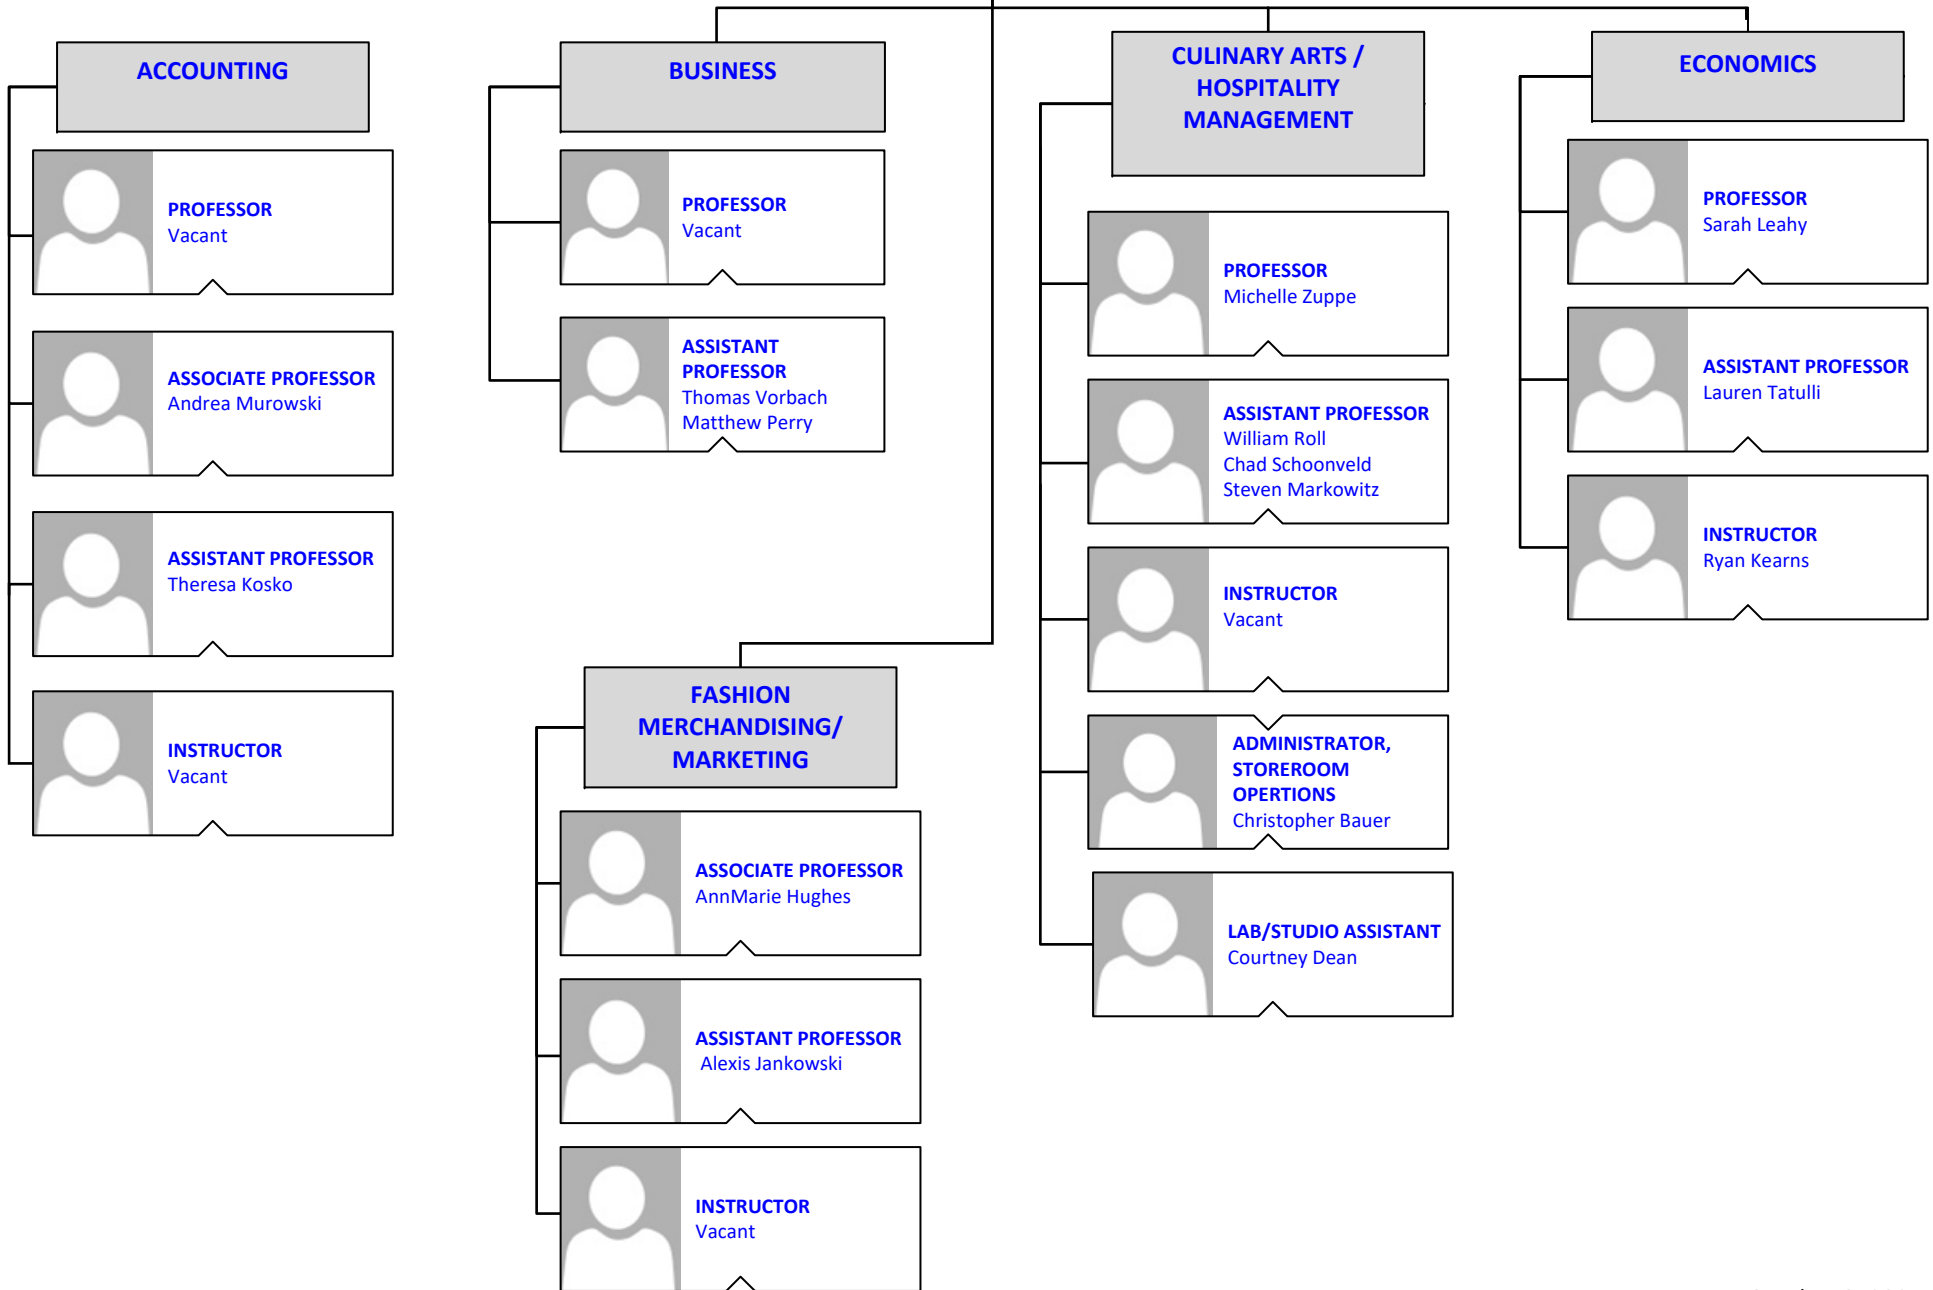 ACCOUNTING
PROFESSOR
Vacant
ASSOCIATE PROFESSOR
Andrea Murowski
ASSISTANT PROFESSOR
Theresa Kosko
INSTRUCTOR
Vacant
BUSINESS
PROFESSOR
Vacant
ASSISTANT
PROFESSOR
Thomas Vorbach
Matthew Perry
FASHION
MERCHANDISING/
MARKETING
ASSOCIATE PROFESSOR
AnnMarie Hughes
ASSISTANT PROFESSOR
Alexis Jankowski
INSTRUCTOR
Vacant
CULINARY ARTS /
HOSPITALITY
MANAGEMENT
PROFESSOR
Michelle Zuppe
ASSISTANT PROFESSOR
William Roll
Chad Schoonveld
Steven Markowitz
INSTRUCTOR
Vacant
ADMINISTRATOR,
STOREROOM
OPERTIONS
Christopher Bauer
LAB/STUDIO ASSISTANT
Courtney Dean
ECONOMICS
PROFESSOR
Sarah Leahy
ASSISTANT PROFESSOR
Lauren Tatulli
INSTRUCTOR
Ryan Kearns